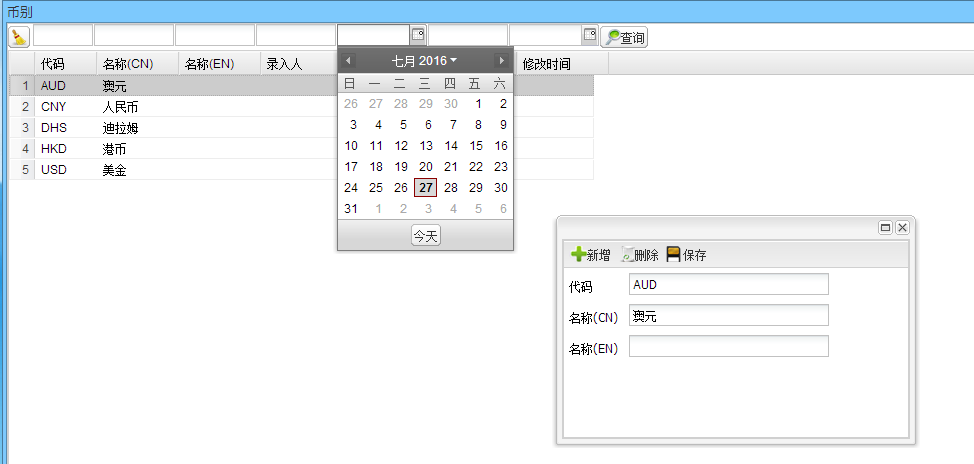 币别
查询
代码 名称(CN) 名称(EN) 录入人 修改时间
1 AUD 澳元
2 CNY 人民币
3 DHS 迪拉姆
4 HKD 港币
5 USD 美金
七月 2016
日 一 二 三 四 五 六
26 27 28 29 30 1 2
3 4 5 6 7 8 9
10 11 12 13 14 15 16
17 18 19 20 21 22 23
24 25 26 27 28 29 30
31 1 2 3 4 5 6
今天
新增 删除 保存
代码 AUD
名称(CN) 澳元
名称(EN)